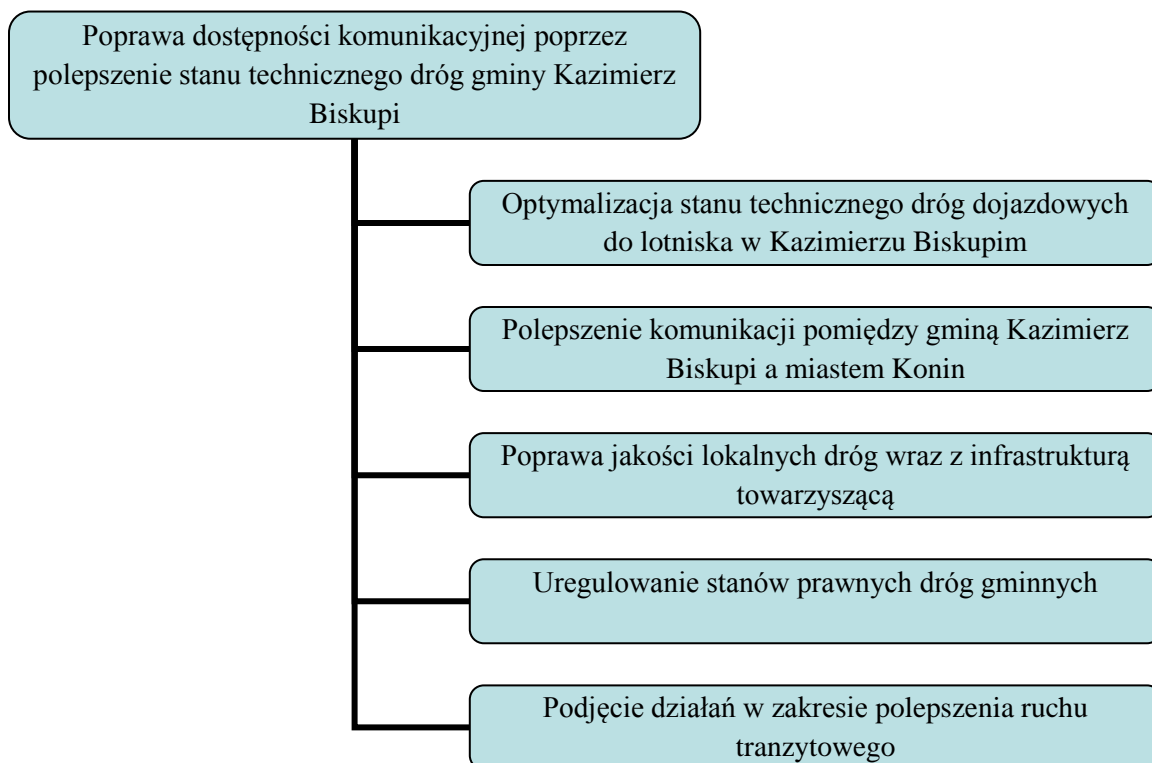 Poprawa dostępności komunikacyjnej poprzez
polepszenie stanu technicznego dróg gminy Kazimierz
Biskupi
Optymalizacja stanu technicznego dróg dojazdowych
do lotniska w Kazimierzu Biskupim
Polepszenie komunikacji pomiędzy gminą Kazimierz
Biskupi a miastem Konin
Poprawa jakości lokalnych dróg wraz z infrastrukturą
towarzyszącą
Uregulowanie stanów prawnych dróg gminnych
Podjęcie działań w zakresie polepszenia ruchu
tranzytowego